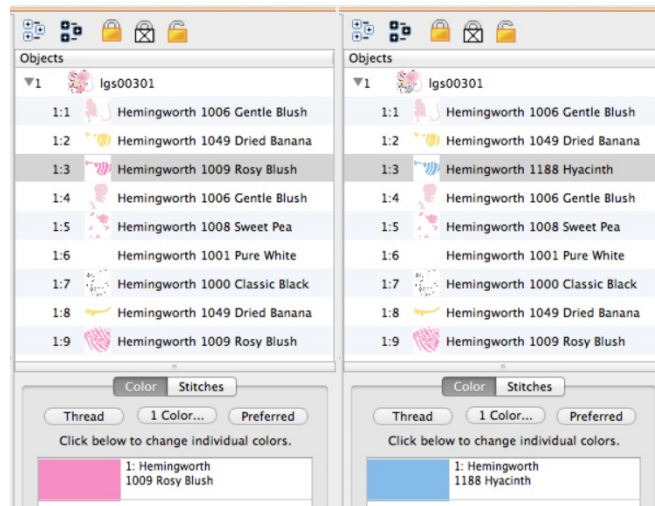 Objects
1 lgs00301
1:1 Hemingworth 1006 Gentle Blush
1:2 Hemingworth 1049 Dried Banana
1:3 Hemingworth 1009 Rosy Blush
1:4 Hemingworth 1006 Gentle Blush
1:5 Hemingworth 1008 Sweet Pea
1:6 Hemingworth 1001 Pure White
1:7 Hemingworth 1000 Classic Black
1:8 Hemingworth 1049 Dried Banana
1:9 Hemingworth 1009 Rosy Blush
Color Stitches
Thread 1 Color... Preferred
Click below to change individual colors.
1: Hemingworth
1009 Rosy Blush
Objects
1 lgs00301
1:1 Hemingworth 1006 Gentle Blush
1:2 Hemingworth 1049 Dried Banana
1:3 Hemingworth 1188 Hyacinth
1:4 Hemingworth 1006 Gentle Blush
1:5 Hemingworth 1008 Sweet Pea
1:6 Hemingworth 1001 Pure White
1:7 Hemingworth 1000 Classic Black
1:8 Hemingworth 1049 Dried Banana
1:9 Hemingworth 1009 Rosy Blush
Color Stitches
Thread 1 Color... Preferred
Click below to change individual colors.
1: Hemingworth
1188 Hyacinth